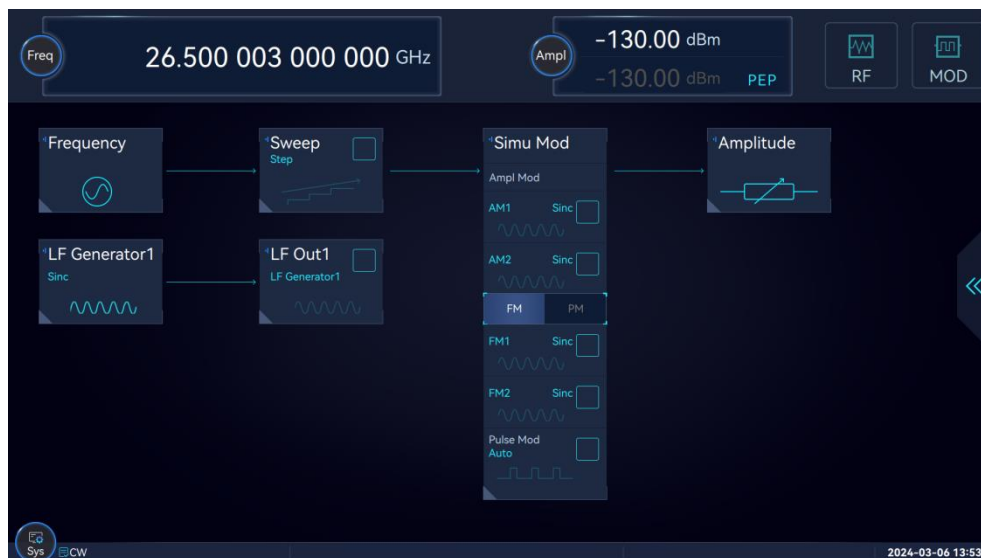 Freq
26.500 003 000 000 GHz
Ampl
-130.00 dBm
-130.00 dBm PEP
RF
MOD
Frequency
Sweep
Step
Simu Mod
Ampl Mod
AM1 Sinc
AM2 Sinc
FM PM
FM1 Sinc
FM2 Sinc
Pulse Mod
Auto
Amplitude
LF Generator1
Sinc
LF Out1
LF Generator1
Sys
CW
2024-03-06 13:53